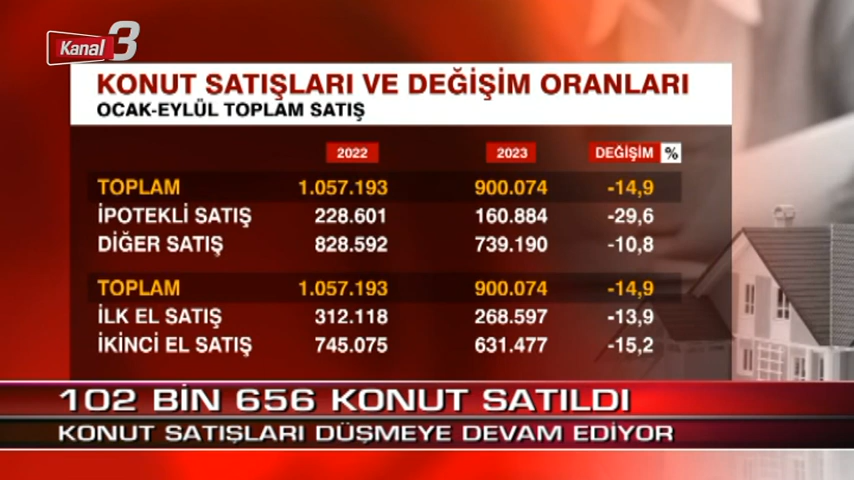 Kanal 3
KONUT SATIŞLARI VE DEĞİŞİM ORANLARI
OCAK-EYLÜL TOPLAM SATIŞ
2022 2023 DEĞİŞİM %
TOPLAM 1.057.193 900.074 -14,9
İPOTEKLİ SATIŞ 228.601 160.884 -29,6
DİĞER SATIŞ 828.592 739.190 -10,8
TOPLAM 1.057.193 900.074 -14,9
İLK EL SATIŞ 312.118 268.597 -13,9
İKİNCİ EL SATIŞ 745.075 631.477 -15,2
102 BİN 656 KONUT SATILDI
KONUT SATIŞLARI DÜŞMEYE DEVAM EDİYOR